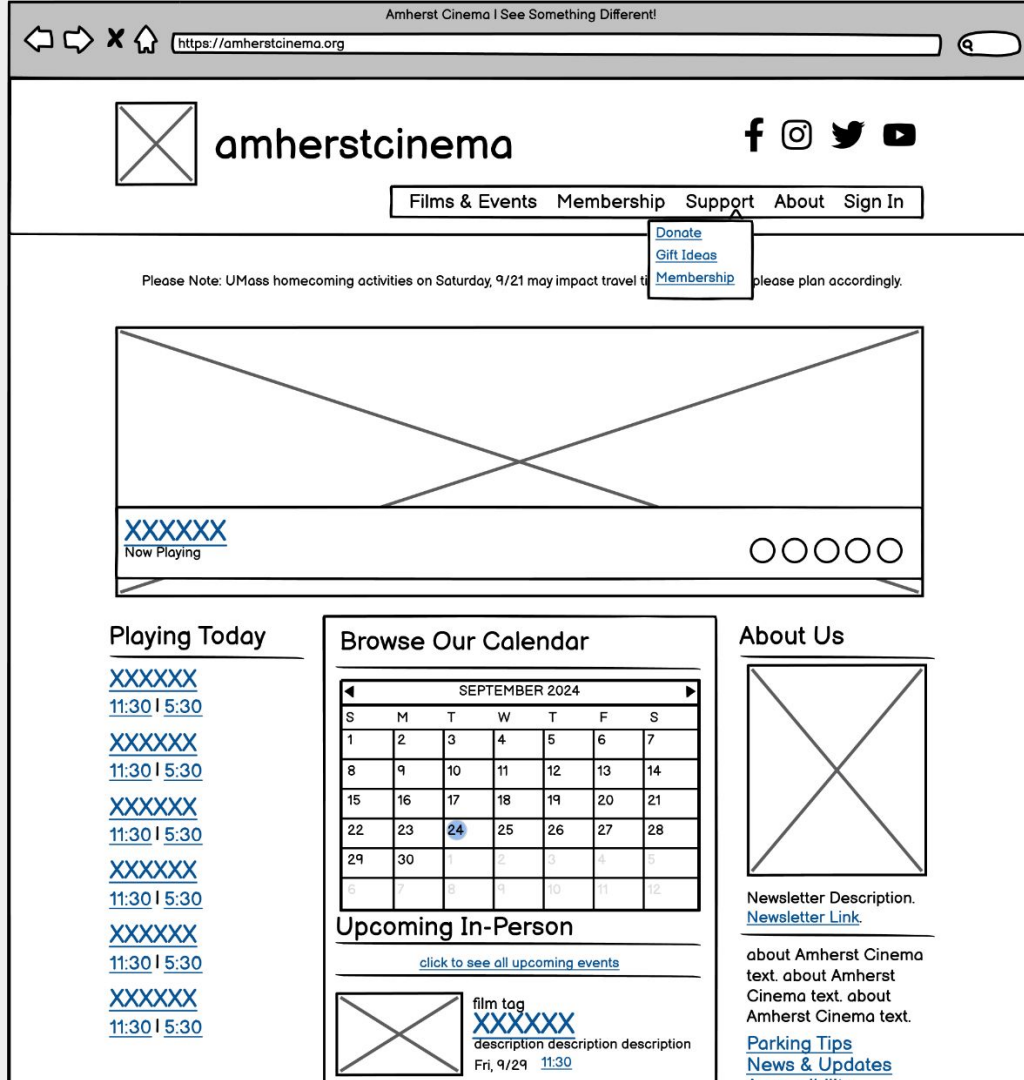 Amherst Cinema | See Something Different!
https://amherstcinema.org
amherstcinema
Films & Events Membership Support About Sign In
Donate
Gift Ideas
Membership
Please Note: UMass homecoming activities on Saturday, 9/21 may impact travel please plan accordingly.
XXXXXX
Now Playing
Playing Today
XXXXXX
11:30 | 5:30
XXXXXX
11:30 | 5:30
XXXXXX
11:30 | 5:30
XXXXXX
11:30 | 5:30
XXXXXX
11:30 | 5:30
XXXXXX
11:30 | 5:30
Browse Our Calendar
SEPTEMBER 2024
S M T W T F S
1 2 3 4 5 6 7
8 9 10 11 12 13 14
15 16 17 18 19 20 21
22 23 24 25 26 27 28
29 30 1 2 3 4 5
6 7 8 9 10 11 12
Upcoming In-Person
click to see all upcoming events
film tag
XXXXXX
description description description
Fri, 9/29 11:30
About Us
Newsletter Description.
Newsletter Link.
about Amherst Cinema
text. about Amherst
Cinema text. about
Amherst Cinema text.
Parking Tips
News & Updates